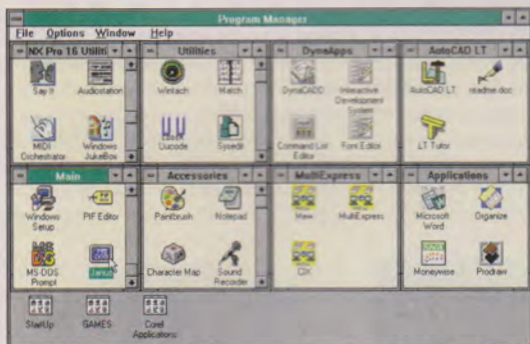 Program Manager
File Options Window Help
NX Pro 16 Utiliti
Utilities
DynaApps
AutoCAD LT
Say It
Audiostation
Wintach
Match
DynaCADD
Interactive
Development
System
AutoCAD LT
readme.doc
MIDI
Orchestrator
Windows
JukeBox
Uucode
Sysedit
Command List
Editor
Font Editor
LT Tutor
Main
Accessories
MultiExpress
Applications
Windows
Setup
PIF Editor
Paintbrush
Notepad
View
MultiExpress
Microsoft
Word
Organize
MS-DOS
Prompt
Janus
Character Map
Sound
Recorder
CIX
Moneywise
Prodraw
StartUp
GAMES
Corel
Applications